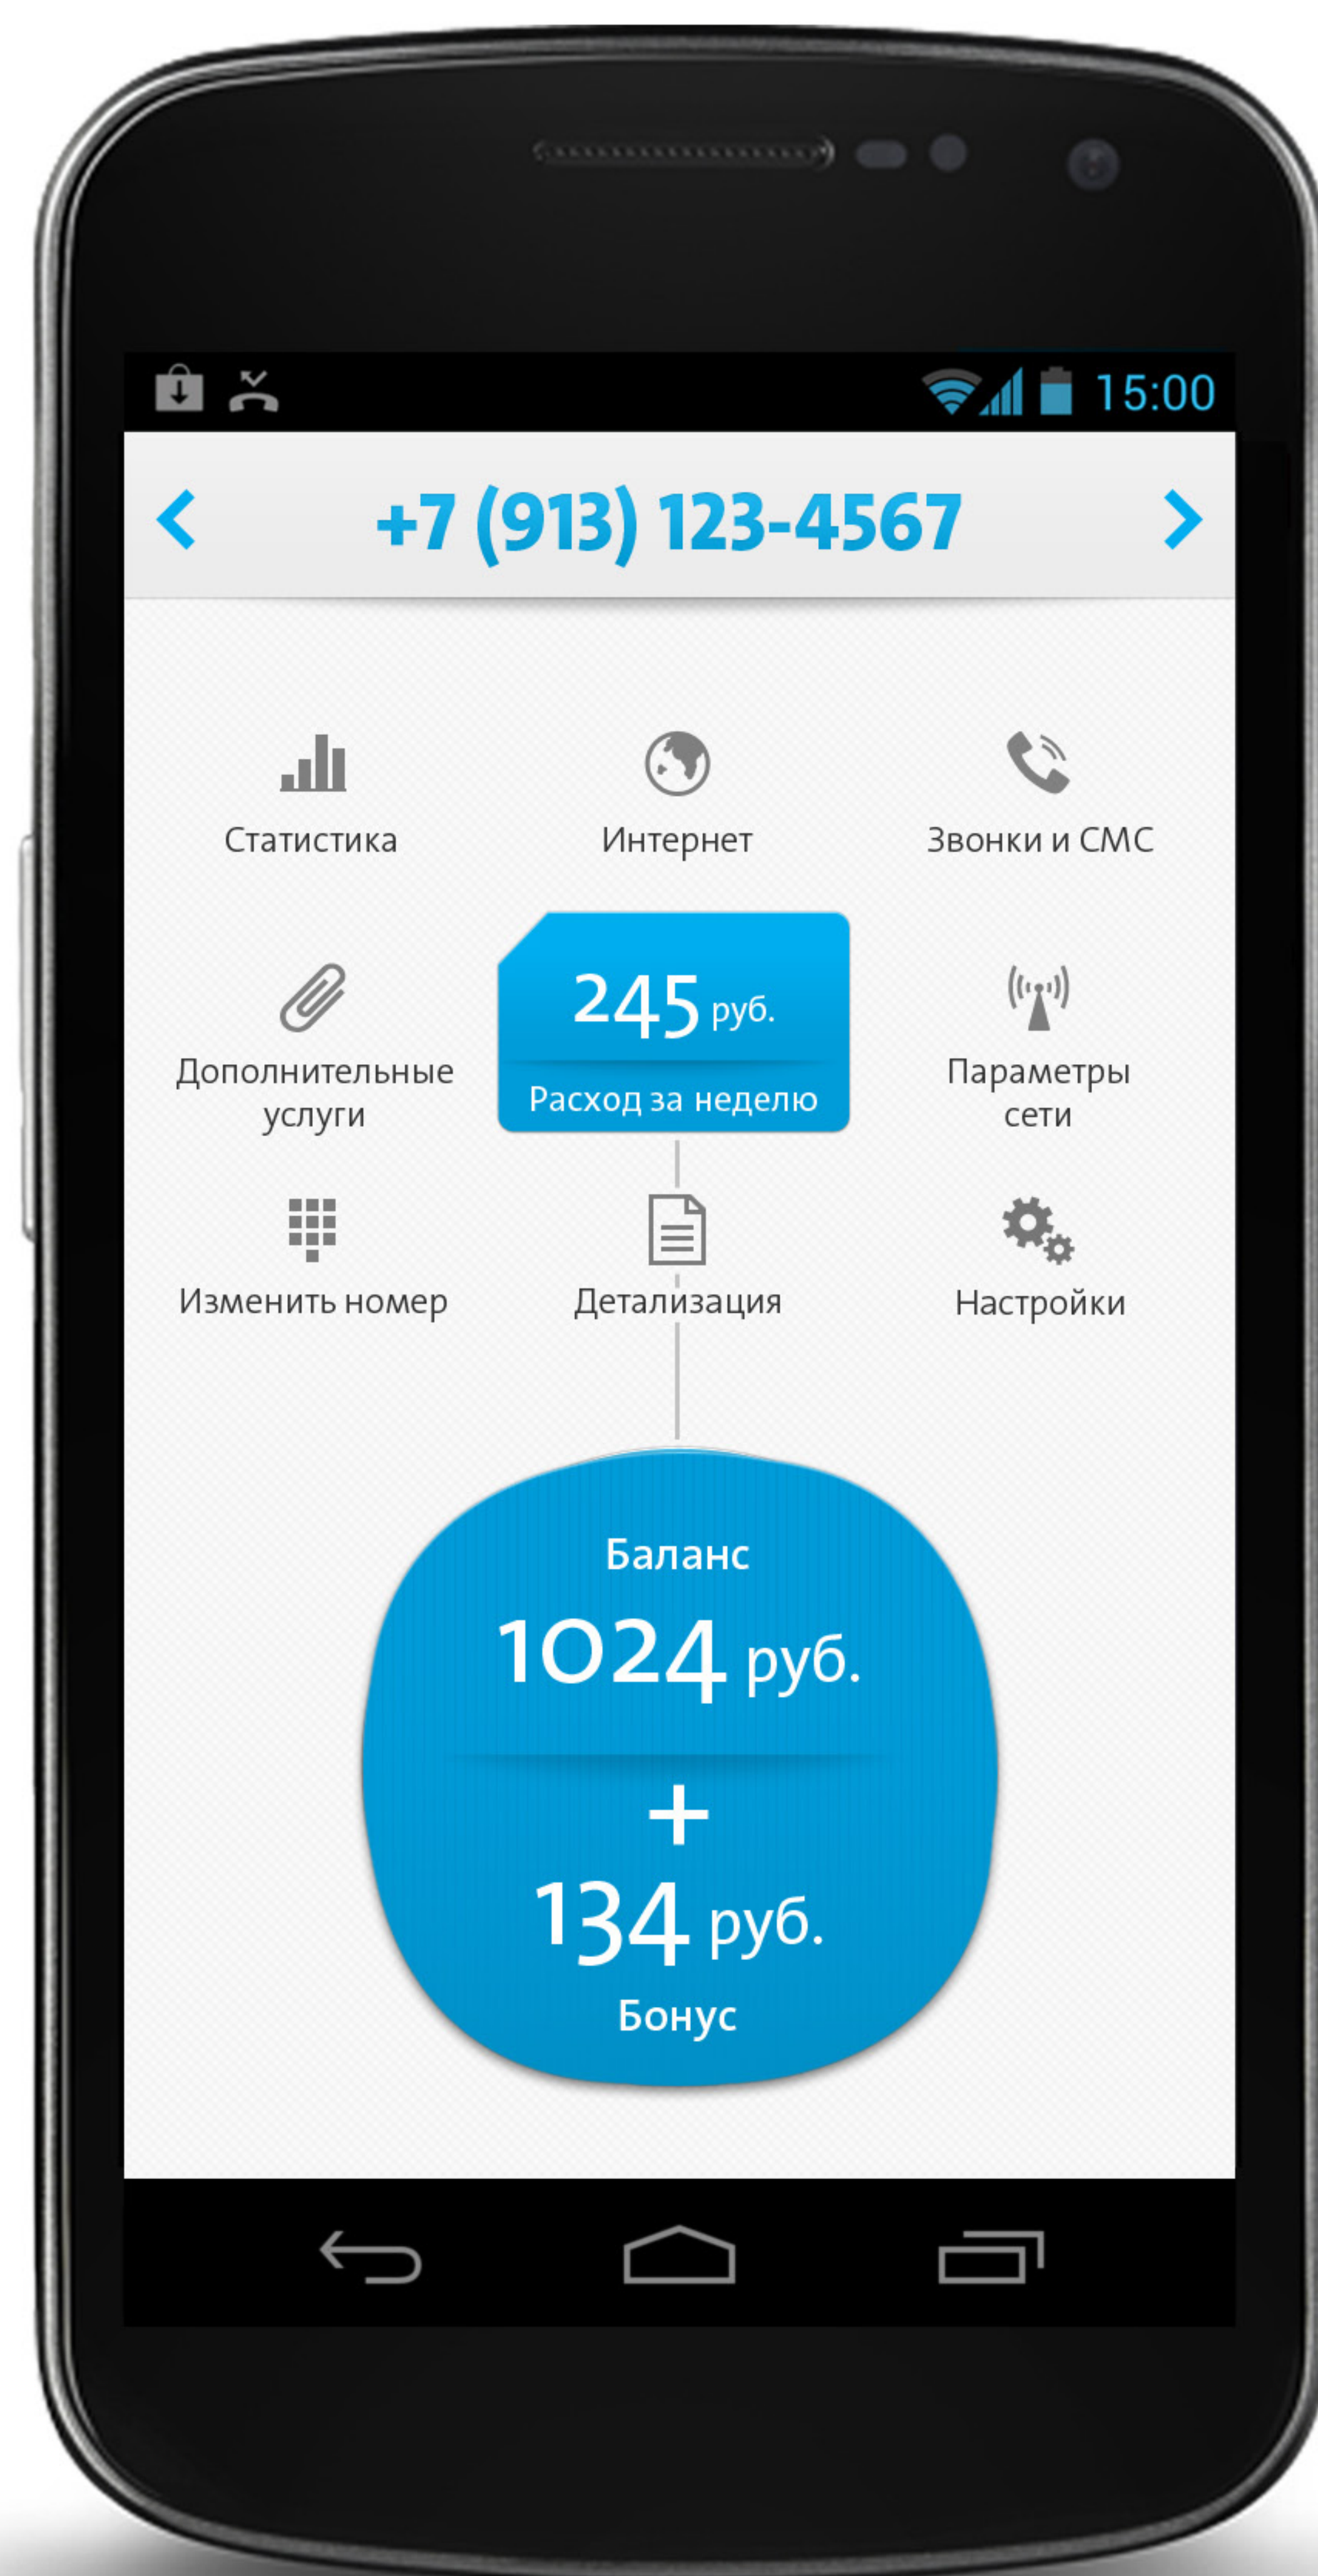 15:00
+7 (913) 123-4567
Статистика
Интернет
Звонки и СМС
Дополнительные
услуги
245 руб.
Расход за неделю
Параметры
сети
Изменить номер
Детализация
Настройки
Баланс
1024 руб.
+
134 руб.
Бонус